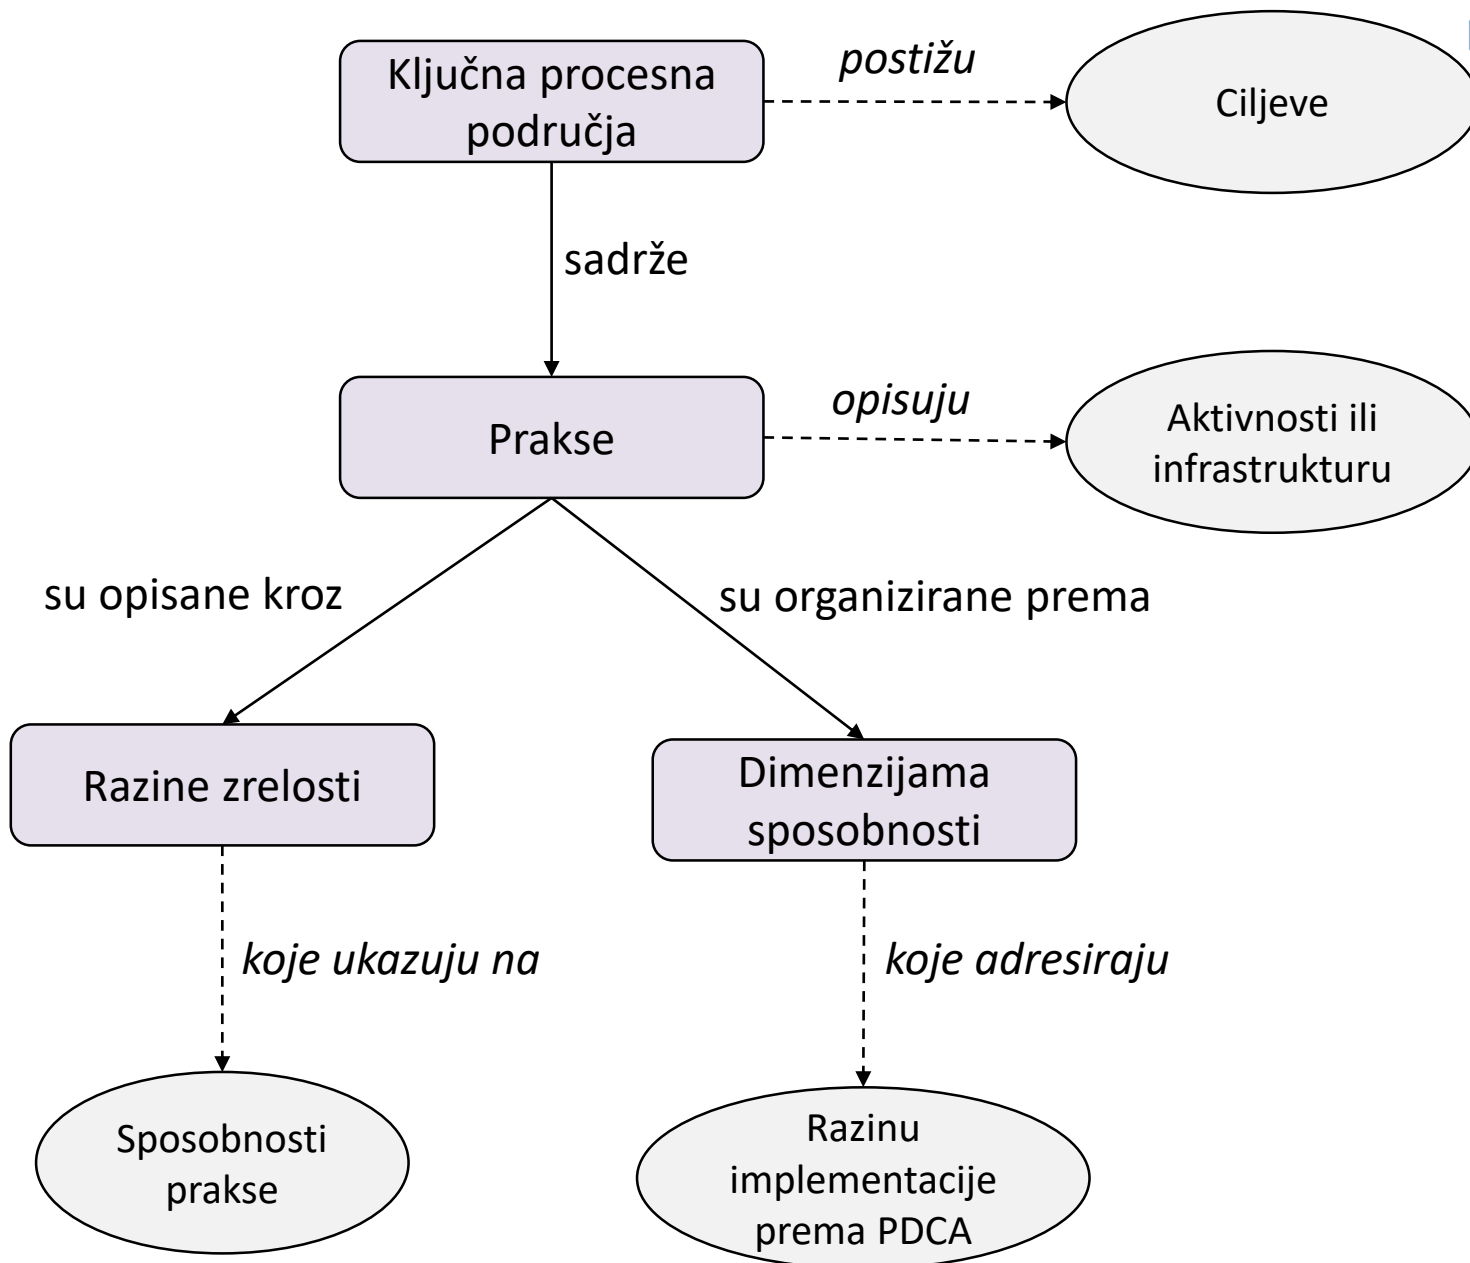 Ključna procesna
područja
postižu
Ciljeve
sadrže
Prakse
opisuju
Aktivnosti ili
infrastrukturu
su opisane kroz
su organizirane prema
Razine zrelosti
Dimenzijama
sposobnosti
koje ukazuju na
koje adresiraju
Sposobnosti
prakse
Razinu
implementacije
prema PDCA